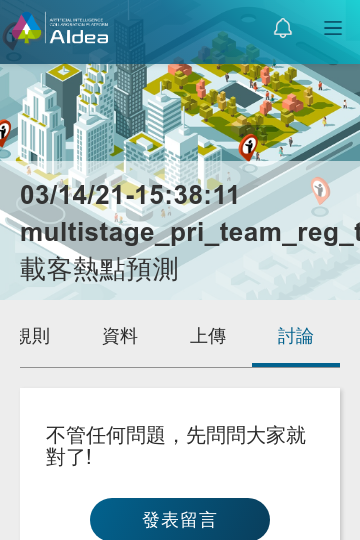 ARTIFICIAL INTELLIGENCE
COLLABORATION PLATFORM
AIdea
03/14/21-15:38:11
multistage_pri_team_reg_t
載客熱點預測
規則
資料
上傳
討論
不管任何問題，先問問大家就
對了!
發表留言